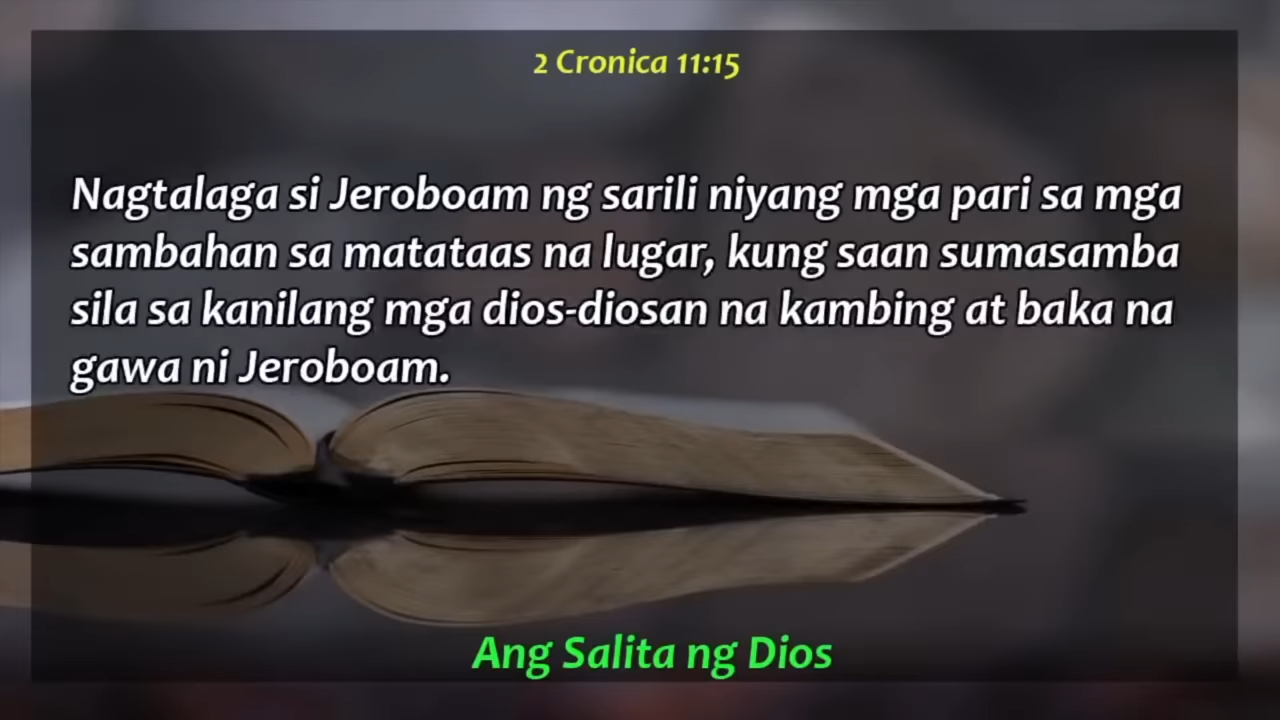 2 Cronica 11:15
Nagtalaga si Jeroboam ng sarili niyang mga pari sa mga
sambahan sa matataas na lugar, kung saan sumasamba
sila sa kanilang mga dios-diosan na kambing at baka na
gawa ni Jeroboam.
Ang Salita ng Dios